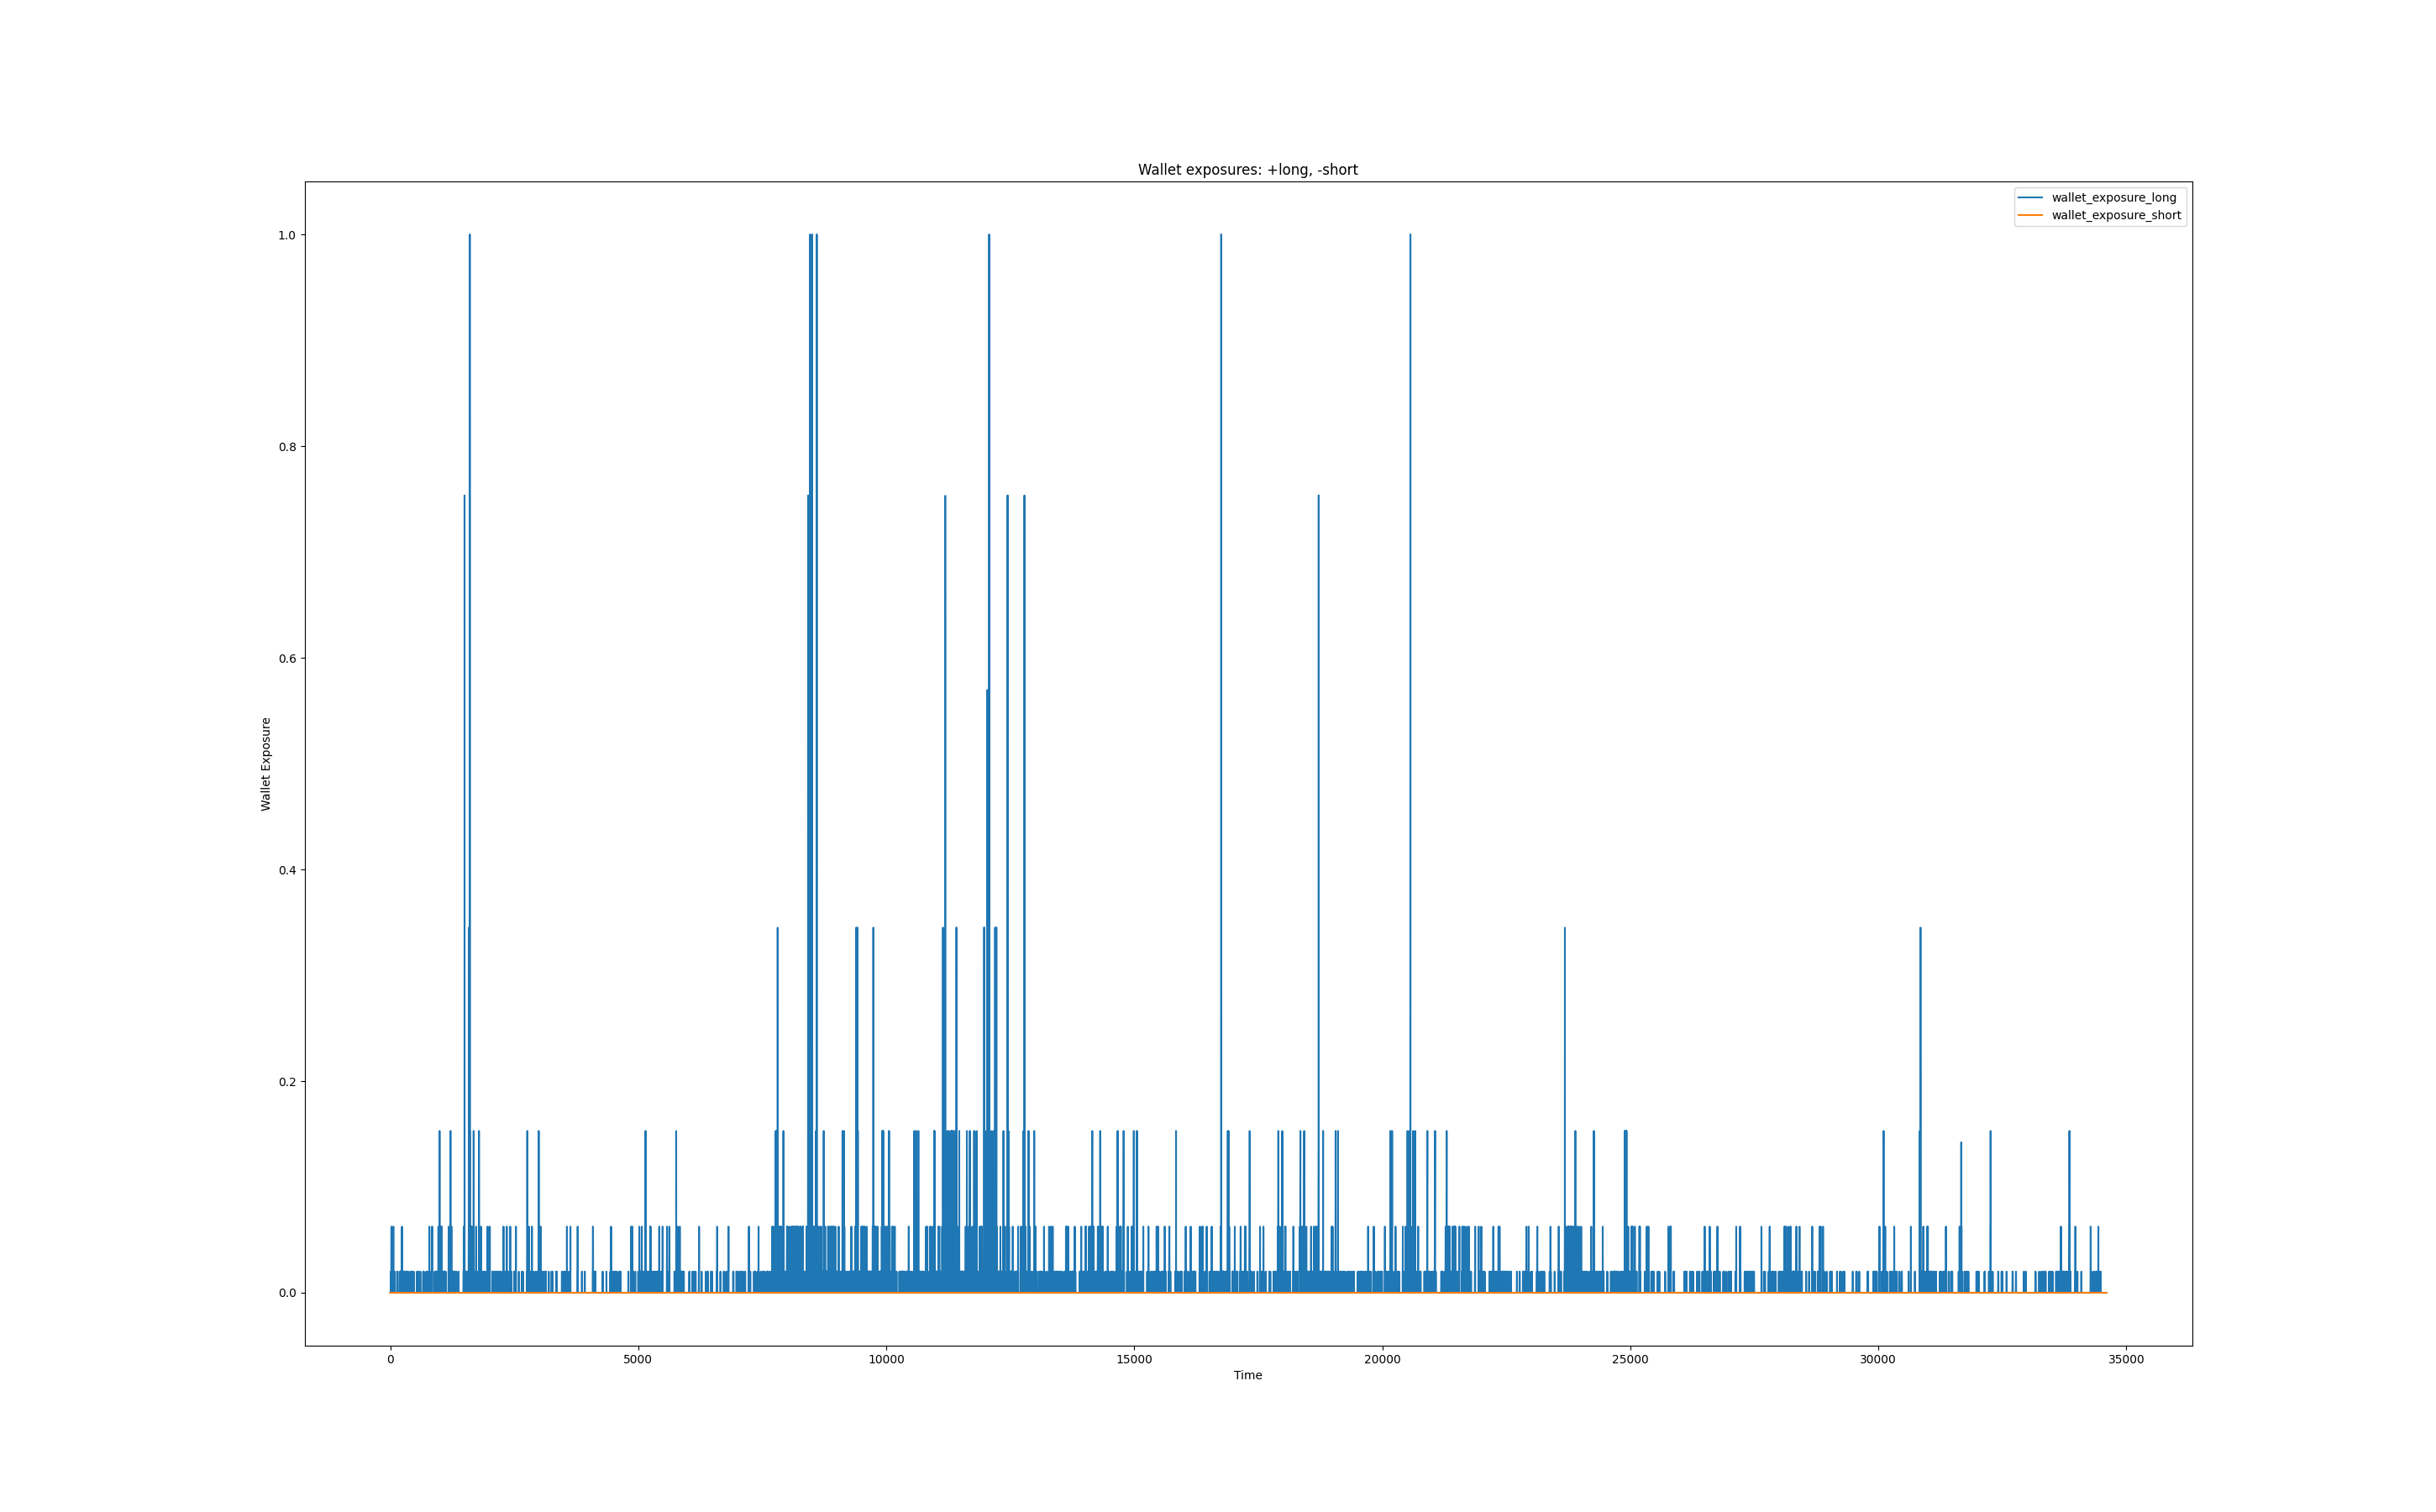 Wallet exposures: +long, -short
wallet_exposure_long
wallet_exposure_short
1.0
0.8
0.6
0.4
0.2
0.0
Wallet Exposure
0 5000 10000 15000 20000 25000 30000 35000
Time